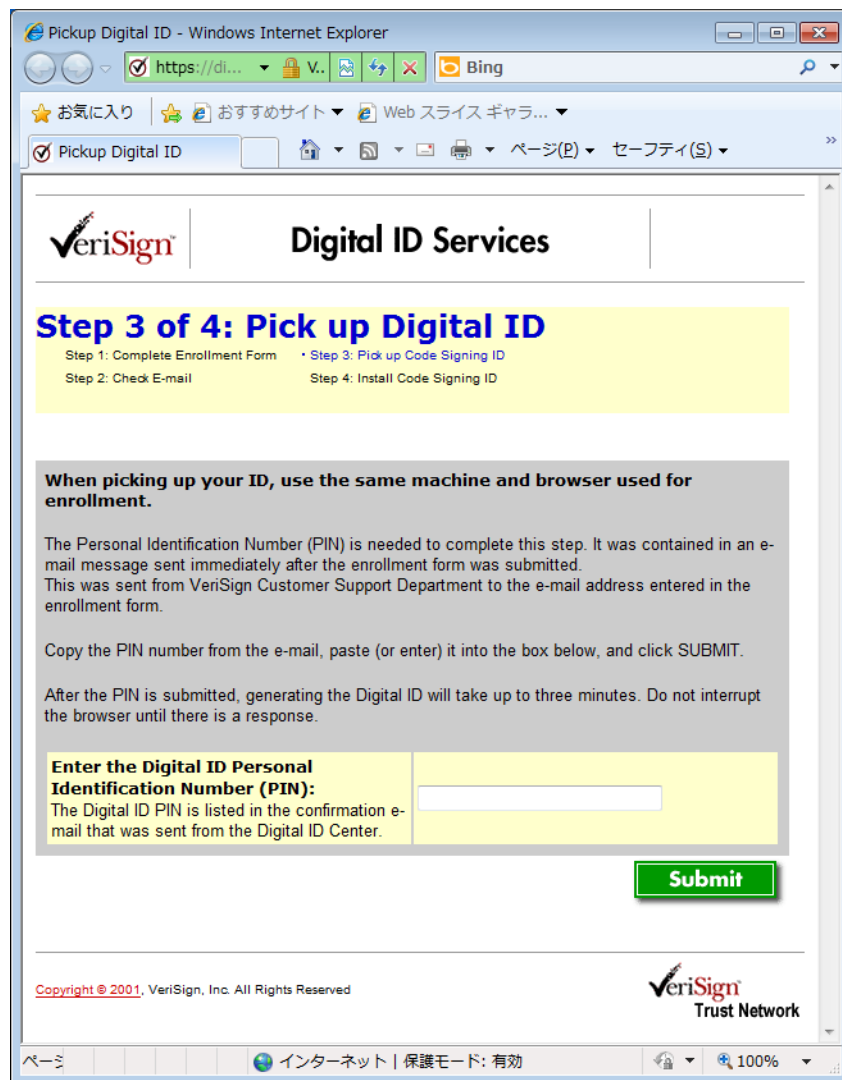 Pickup Digital ID - Windows Internet Explorer
https://di... V.. Bing
お気に入り おすすめサイト Web スライス ギャラ...
Pickup Digital ID ページ(P) セーフティ(S) »
VeriSign™ Digital ID Services
Step 3 of 4: Pick up Digital ID
Step 1: Complete Enrollment Form • Step 3: Pick up Code Signing ID
Step 2: Check E-mail Step 4: Install Code Signing ID
When picking up your ID, use the same machine and browser used for
enrollment.
The Personal Identification Number (PIN) is needed to complete this step. It was contained in an e-
mail message sent immediately after the enrollment form was submitted.
This was sent from VeriSign Customer Support Department to the e-mail address entered in the
enrollment form.
Copy the PIN number from the e-mail, paste (or enter) it into the box below, and click SUBMIT.
After the PIN is submitted, generating the Digital ID will take up to three minutes. Do not interrupt
the browser until there is a response.
Enter the Digital ID Personal
Identification Number (PIN):
The Digital ID PIN is listed in the confirmation e-
mail that was sent from the Digital ID Center.
Submit
Copyright © 2001, VeriSign, Inc. All Rights Reserved
VeriSign
Trust Network
インターネット | 保護モード: 有効 100%